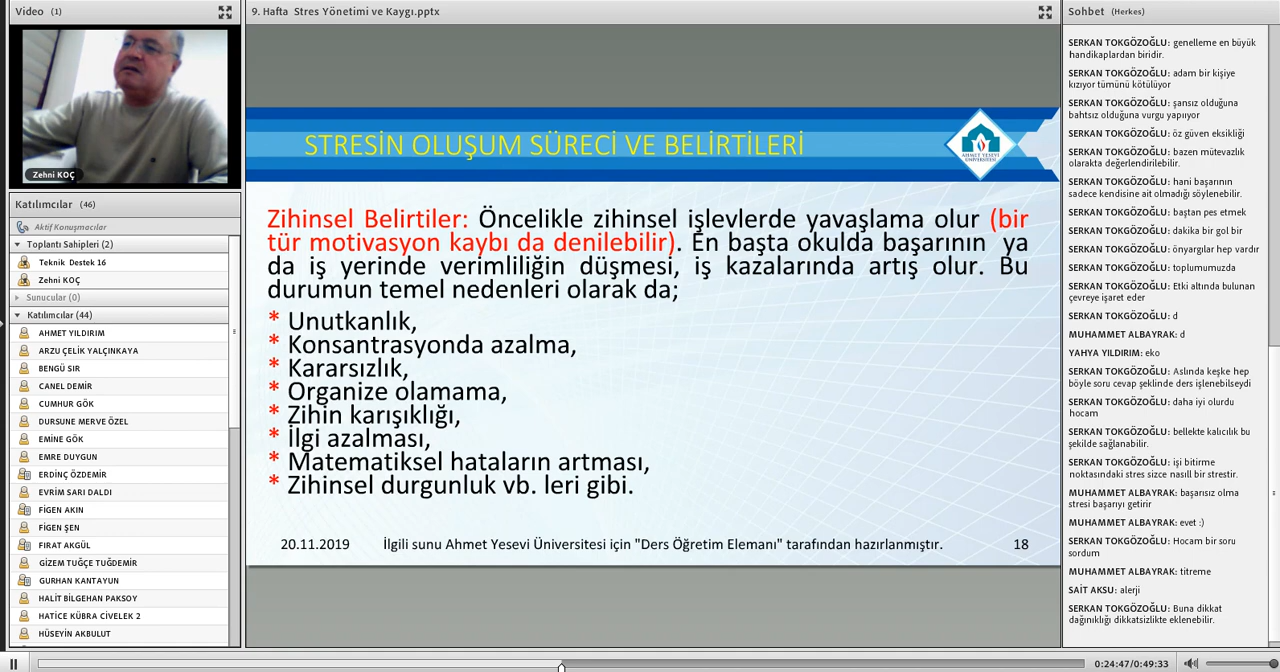 Video (1)
Zehni KOÇ
Katılımcılar (46)
Aktif Konuşmacılar
Toplantı Sahipleri (2)
Teknik Destek 16
Zehni KOÇ
Sunucular (0)
Katılımcılar (44)
AHMET YILDIRIM
ARZU ÇELİK YALÇINKAYA
BENGÜ SIR
CANEL DEMİR
CUMHUR GÖK
DURSUNE MERVE ÖZEL
EMİNE GÖK
EMRE DUYGUN
ERDİNÇ ÖZDEMİR
EVRİM SARI DALDI
FİGEN AKIN
FİGEN ŞEN
FIRAT AKGÜL
GİZEM TUĞÇE TUĞDEMİR
GURHAN KANTAYUN
HALİT BİLGEHAN PAKSOY
HATİCE KÜBRA CİVELEK 2
HÜSEYİN AKBULUT
9. Hafta Stres Yönetimi ve Kaygı.pptx
STRESİN OLUŞUM SÜRECİ VE BELİRTİLERİ
AHMET YESEVİ
ÜNİVERSİTESİ
Zihinsel Belirtiler: Öncelikle zihinsel işlevlerde yavaşlama olur (bir
tür motivasyon kaybı da denilebilir). En başta okulda başarının ya
da iş yerinde verimliliğin düşmesi, iş kazalarında artış olur. Bu
durumun temel nedenleri olarak da;
* Unutkanlık,
* Konsantrasyonda azalma,
* Kararsızlık,
* Organize olamama,
* Zihin karışıklığı,
* İlgi azalması,
* Matematiksel hataların artması,
* Zihinsel durgunluk vb. leri gibi.
20.11.2019 İlgili sunu Ahmet Yesevi Üniversitesi için "Ders Öğretim Elemanı" tarafından hazırlanmıştır. 18
Sohbet (Herkes)
SERKAN TOKGÖZOĞLU: genelleme en büyük
handikaplardan biridir.
SERKAN TOKGÖZOĞLU: adam bir kişiye
kızıyor tümünü kötülüyor
SERKAN TOKGÖZOĞLU: şansız olduğuna
bahtsız olduğuna vurgu yapıyor
SERKAN TOKGÖZOĞLU: öz güven eksikliği
SERKAN TOKGÖZOĞLU: bazen mütevazlık
olarakta değerlendirilebilir.
SERKAN TOKGÖZOĞLU: hani başarının
sadece kendisine ait olmadığı söylenebilir.
SERKAN TOKGÖZOĞLU: baştan pes etmek
SERKAN TOKGÖZOĞLU: dakika bir gol bir
SERKAN TOKGÖZOĞLU: önyargılar hep vardır
SERKAN TOKGÖZOĞLU: toplumumuzda
SERKAN TOKGÖZOĞLU: Etki altında bulunan
çevreye işaret eder
SERKAN TOKGÖZOĞLU: d
MUHAMMET ALBAYRAK: d
YAHYA YILDIRIM: eko
SERKAN TOKGÖZOĞLU: Aslında keşke hep
böyle soru cevap şeklinde ders işlenebilseydi
SERKAN TOKGÖZOĞLU: daha iyi olurdu
hocam
SERKAN TOKGÖZOĞLU: bellekte kalıcılık bu
şekilde sağlanabilir.
SERKAN TOKGÖZOĞLU: işi bitirme
noktasındaki stres sizce nasıll bir strestir.
MUHAMMET ALBAYRAK: başarısız olma
stresi başarıyı getirir
MUHAMMET ALBAYRAK: evet :)
SERKAN TOKGÖZOĞLU: Hocam bir soru
sordum
MUHAMMET ALBAYRAK: titreme
SAİT AKSU: alerji
SERKAN TOKGÖZOĞLU: Buna dikkat
dağınıklığı dikkatsizlikte eklenebilir.
0:24:47/0:49:33